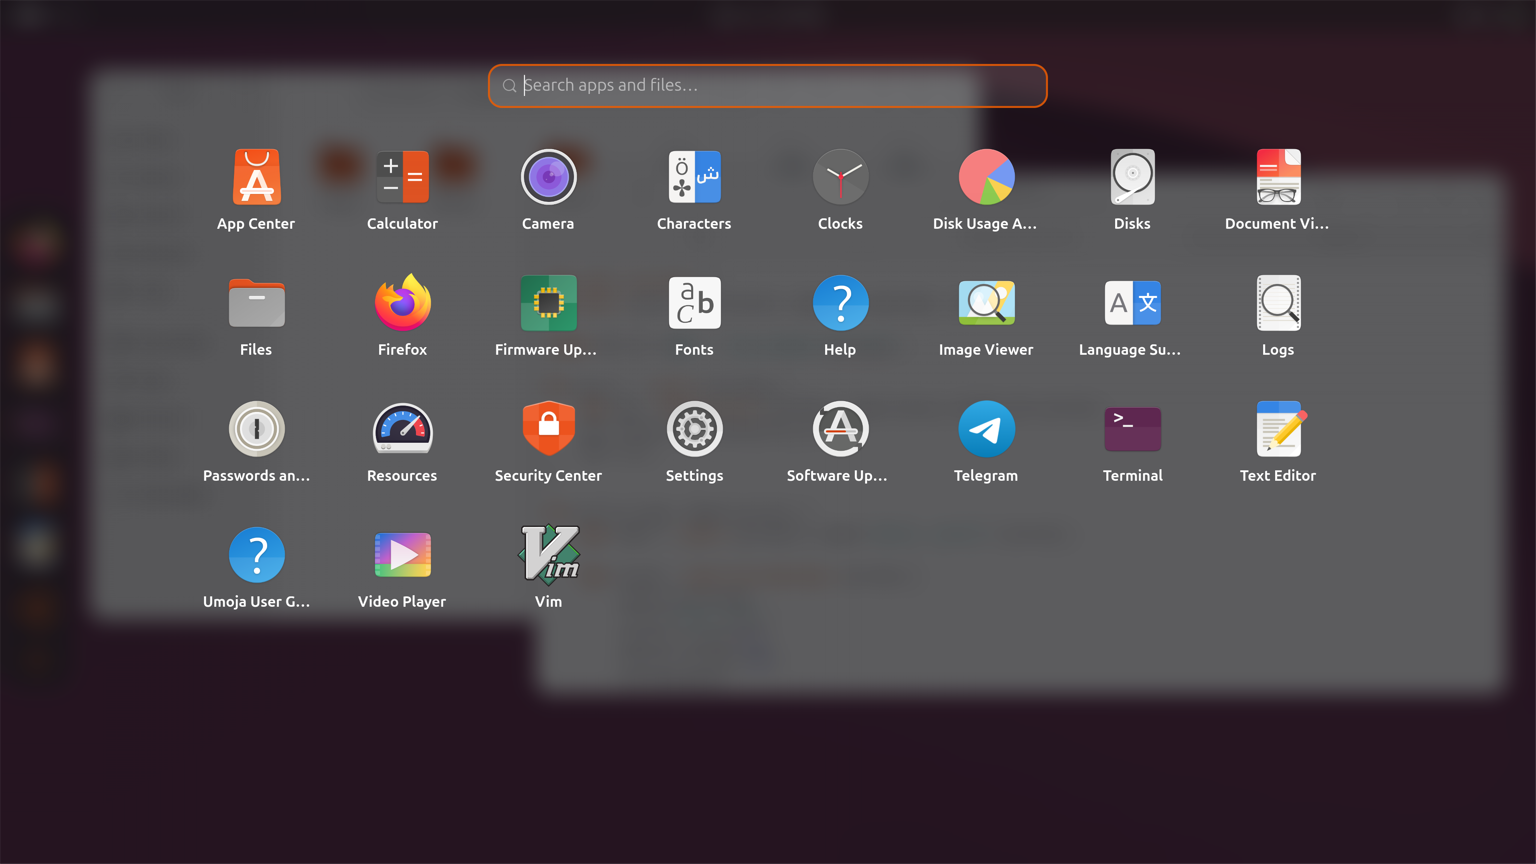 Search apps and files...
App Center
Calculator
Camera
Characters
Clocks
Disk Usage A...
Disks
Document Vi...
Files
Firefox
Firmware Up...
Fonts
Help
Image Viewer
Language Su...
Logs
Passwords an...
Resources
Security Center
Settings
Software Up...
Telegram
Terminal
Text Editor
Umoja User G...
Video Player
Vim